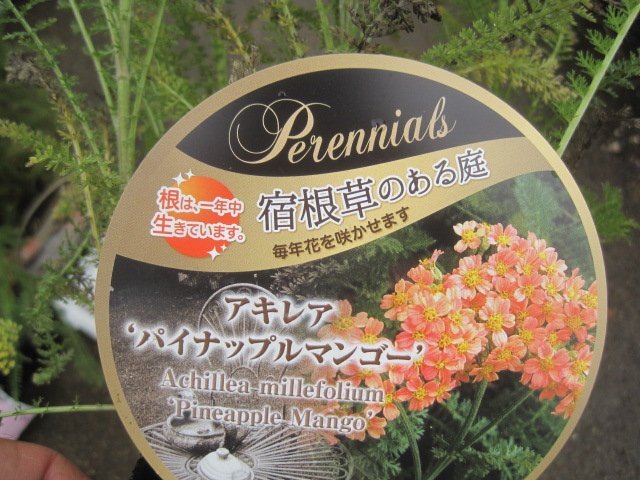 Perennials
宿根草のある庭
毎年花を咲かせます
根は、一年中
生きています。
アキレア
‘パイナップルマンゴー’
Achillea millefolium
‘Pineapple Mango’